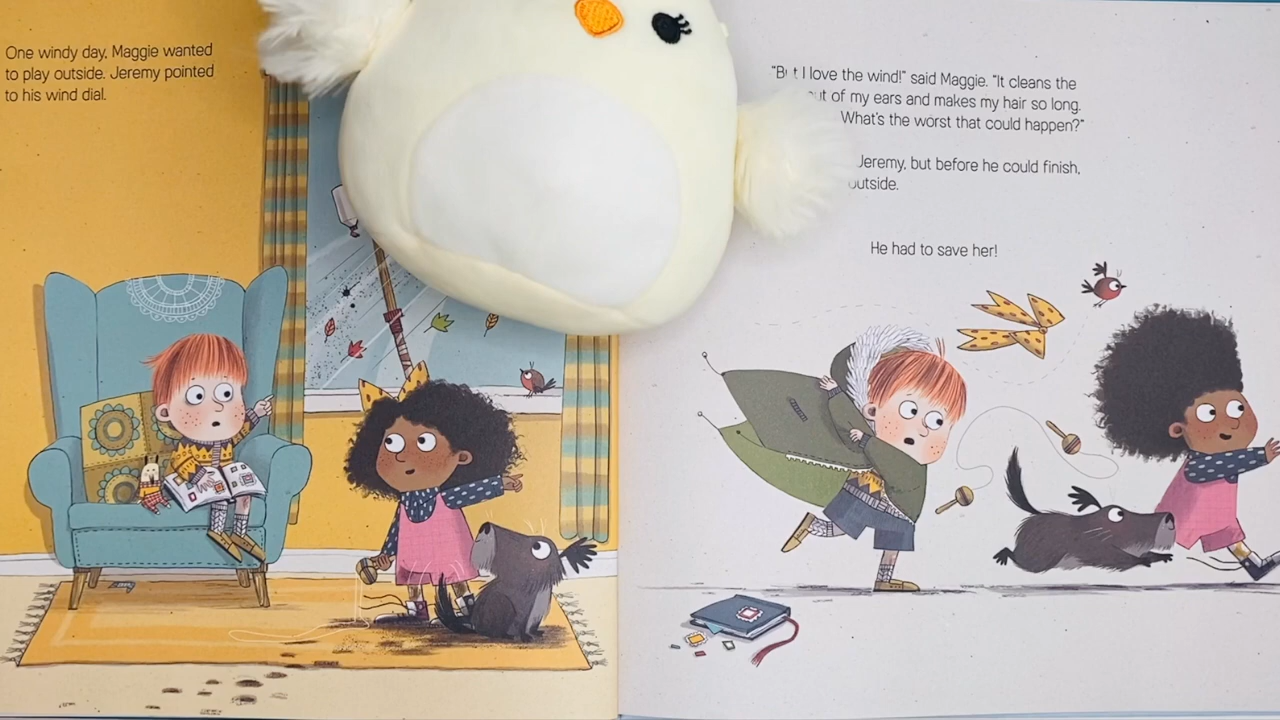 One windy day, Maggie wanted
to play outside. Jeremy pointed
to his wind dial.
"But I love the wind!" said Maggie. "It cleans the
out of my ears and makes my hair so long.
What's the worst that could happen?"
Jeremy, but before he could finish,
outside.
He had to save her!